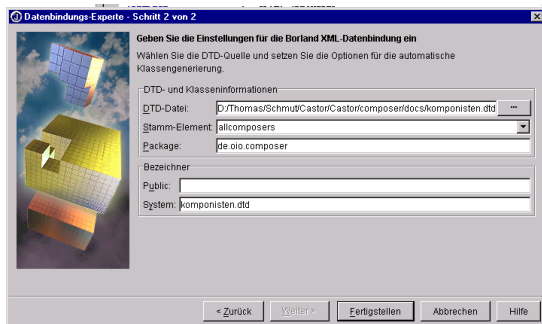 Datenbindungs-Experte - Schritt 2 von 2
Geben Sie die Einstellungen für die Borland XML-Datenbindung ein
Wählen Sie die DTD-Quelle und setzen Sie die Optionen für die automatische
Klassengenerierung.
DTD- und Klasseninformationen
DTD-Datei: D:/Thomas/Schmut/Castor/Castor/composer/docs/komponisten.dtd ...
Stamm-Element: allcomposers
Package: de.oio.composer
Bezeichner
Public:
System: komponisten.dtd
< Zurück Weiter > Fertigstellen Abbrechen Hilfe